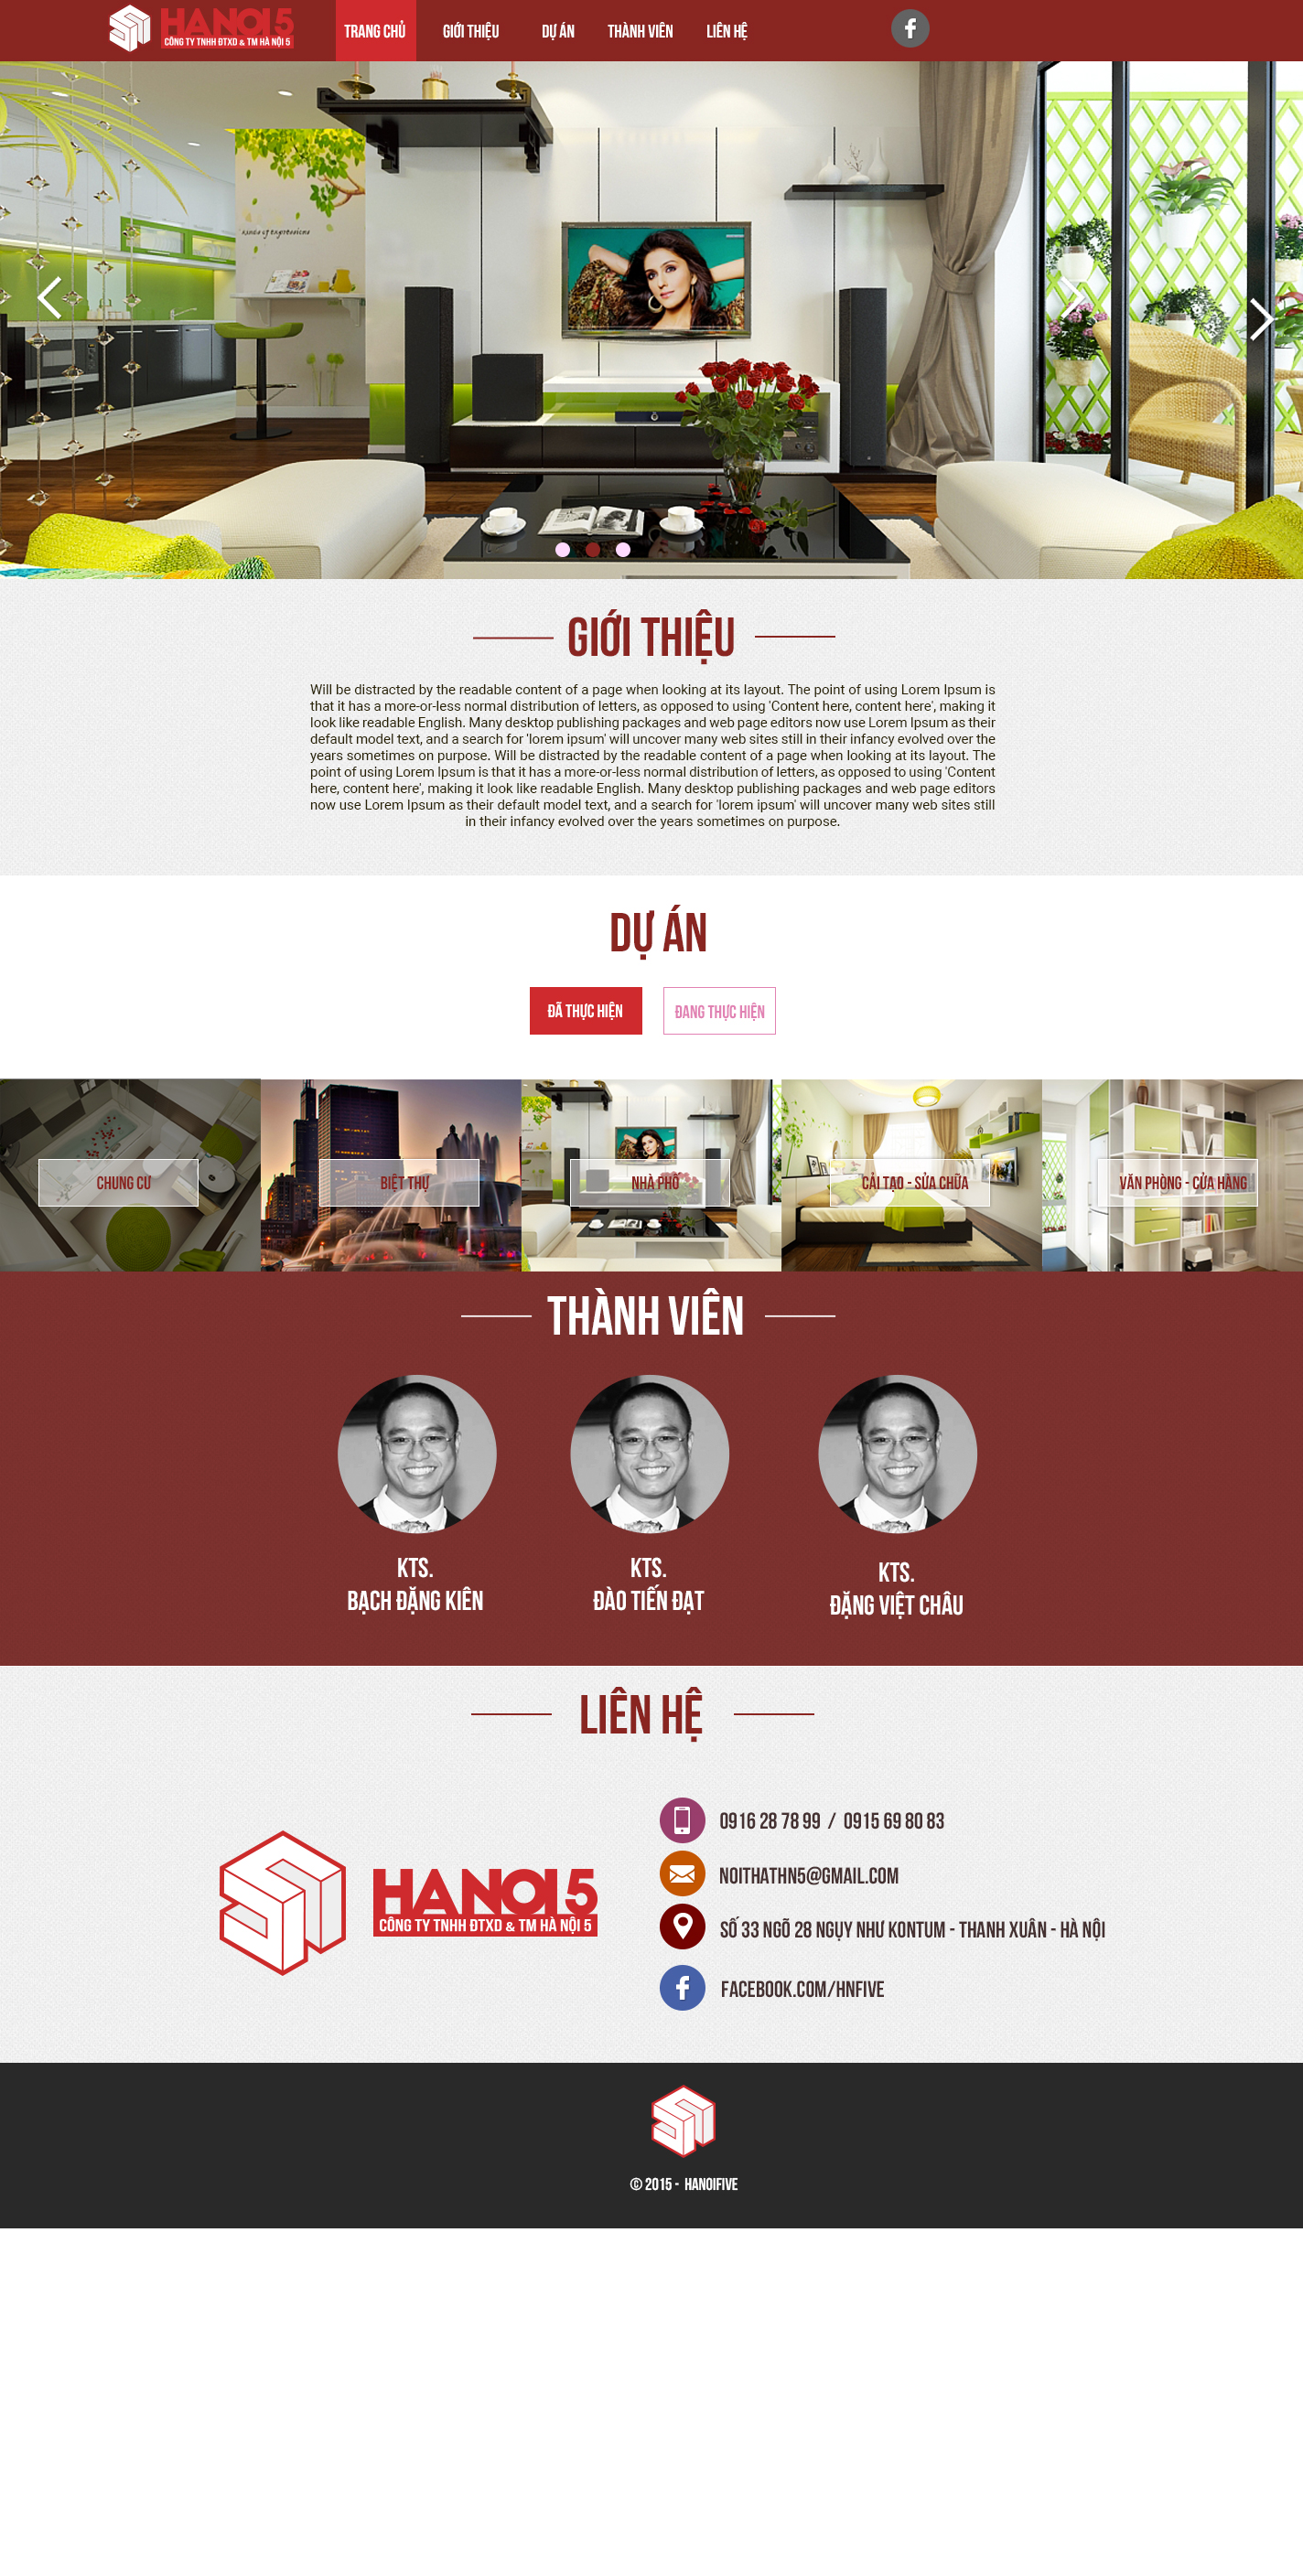 HANOI 5
CÔNG TY TNHH ĐTXD & TM HÀ NỘI 5
TRANG CHỦ
GIỚI THIỆU
DỰ ÁN
THÀNH VIÊN
LIÊN HỆ
GIỚI THIỆU
Will be distracted by the readable content of a page when looking at its layout. The point of using Lorem Ipsum is
that it has a more-or-less normal distribution of letters, as opposed to using 'Content here, content here', making it
look like readable English. Many desktop publishing packages and web page editors now use Lorem Ipsum as their
default model text, and a search for 'lorem ipsum' will uncover many web sites still in their infancy evolved over the
years sometimes on purpose. Will be distracted by the readable content of a page when looking at its layout. The
point of using Lorem Ipsum is that it has a more-or-less normal distribution of letters, as opposed to using 'Content
here, content here', making it look like readable English. Many desktop publishing packages and web page editors
now use Lorem Ipsum as their default model text, and a search for 'lorem ipsum' will uncover many web sites still
in their infancy evolved over the years sometimes on purpose.
DỰ ÁN
ĐÃ THỰC HIỆN
ĐANG THỰC HIỆN
CHUNG CƯ
BIỆT THỰ
NHÀ PHỐ
CẢI TẠO - SỬA CHỮA
VĂN PHÒNG - CỬA HÀNG
THÀNH VIÊN
KTS.
BẠCH ĐẶNG KIÊN
KTS.
ĐÀO TIẾN ĐẠT
KTS.
ĐẶNG VIỆT CHÂU
LIÊN HỆ
HANOI 5
CÔNG TY TNHH ĐTXD & TM HÀ NỘI 5
0916 28 78 99 / 0915 69 80 83
NOITHATHN5@GMAIL.COM
SỐ 33 NGÕ 28 NGỤY NHƯ KONTUM - THANH XUÂN - HÀ NỘI
FACEBOOK.COM/HNFIVE
© 2015 - HANOIFIVE